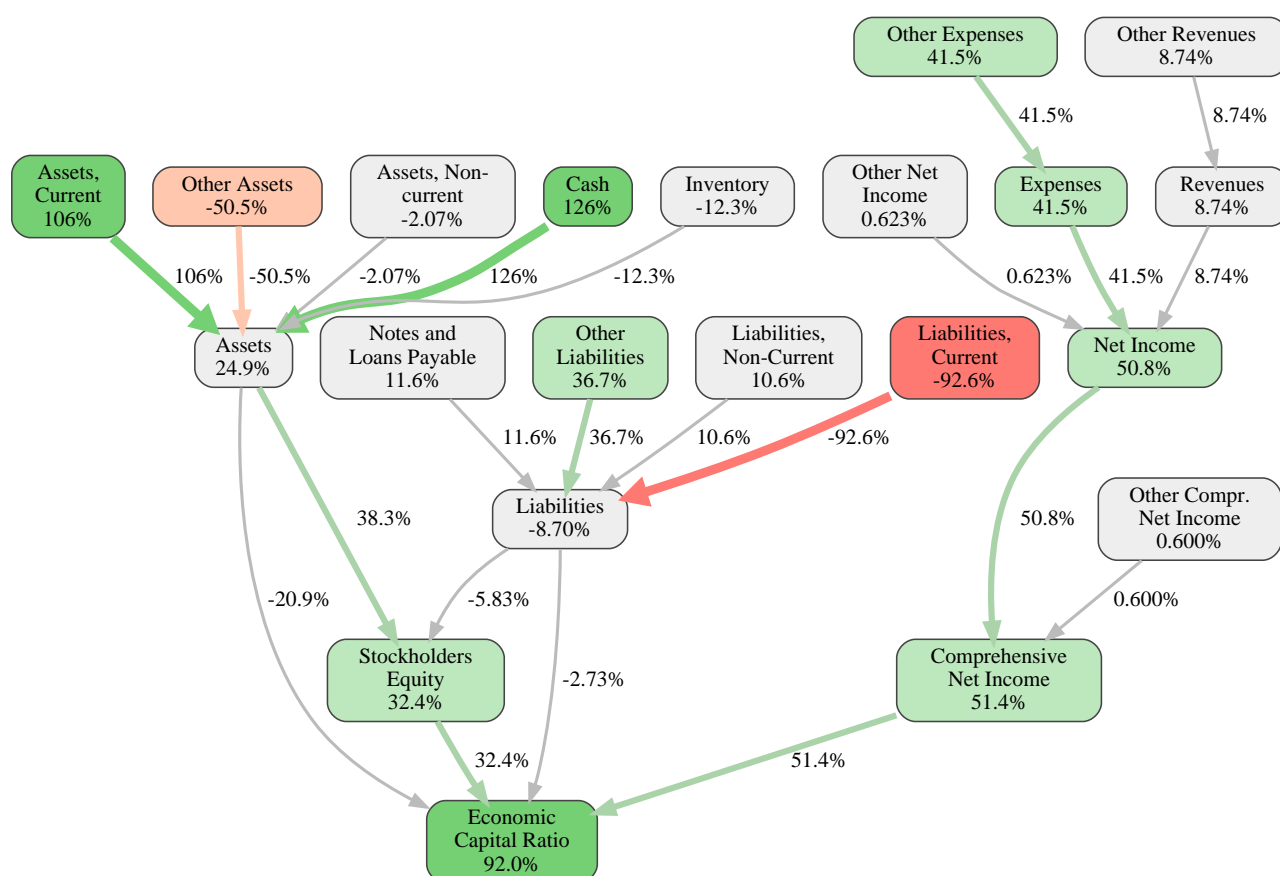 Other Expenses
41.5%
Other Revenues
8.74%
41.5%
8.74%
Assets,
Current
106%
Other Assets
-50.5%
Assets, Non-
current
-2.07%
Cash
126%
Inventory
-12.3%
Other Net
Income
0.623%
Expenses
41.5%
Revenues
8.74%
106%
-50.5%
-2.07%
126%
-12.3%
0.623%
41.5%
8.74%
Assets
24.9%
Notes and
Loans Payable
11.6%
Other
Liabilities
36.7%
Liabilities,
Non-Current
10.6%
Liabilities,
Current
-92.6%
Net Income
50.8%
11.6%
36.7%
10.6%
-92.6%
Liabilities
-8.70%
38.3%
50.8%
Other Compr.
Net Income
0.600%
-20.9%
-5.83%
0.600%
Stockholders
Equity
32.4%
-2.73%
Comprehensive
Net Income
51.4%
32.4%
51.4%
Economic
Capital Ratio
92.0%